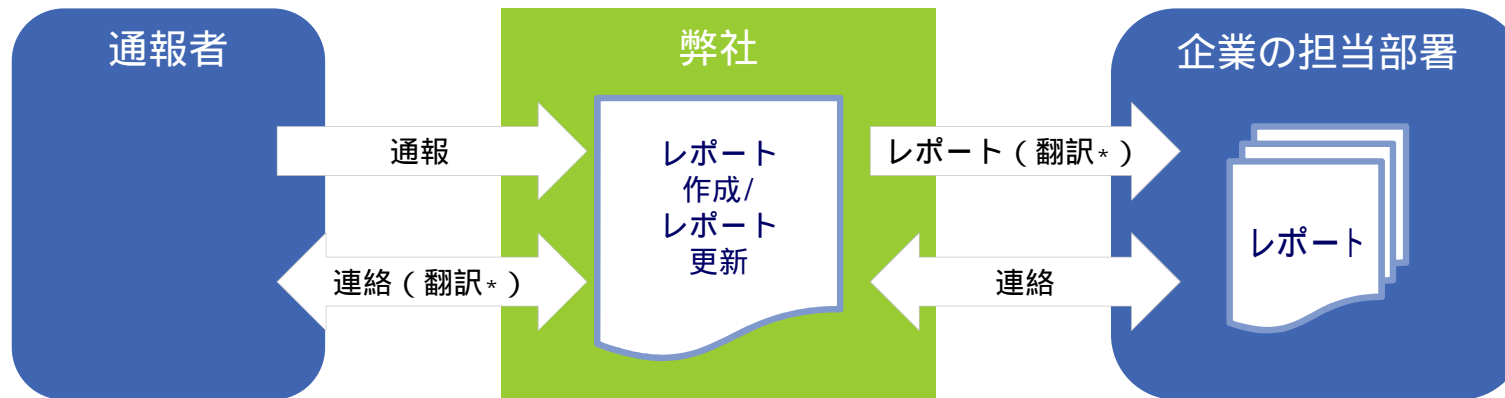 通報者
弊社
企業の担当部署
通報
レポート
作成/
レポート
更新
レポート(翻訳*)
レポート
連絡(翻訳*)
連絡